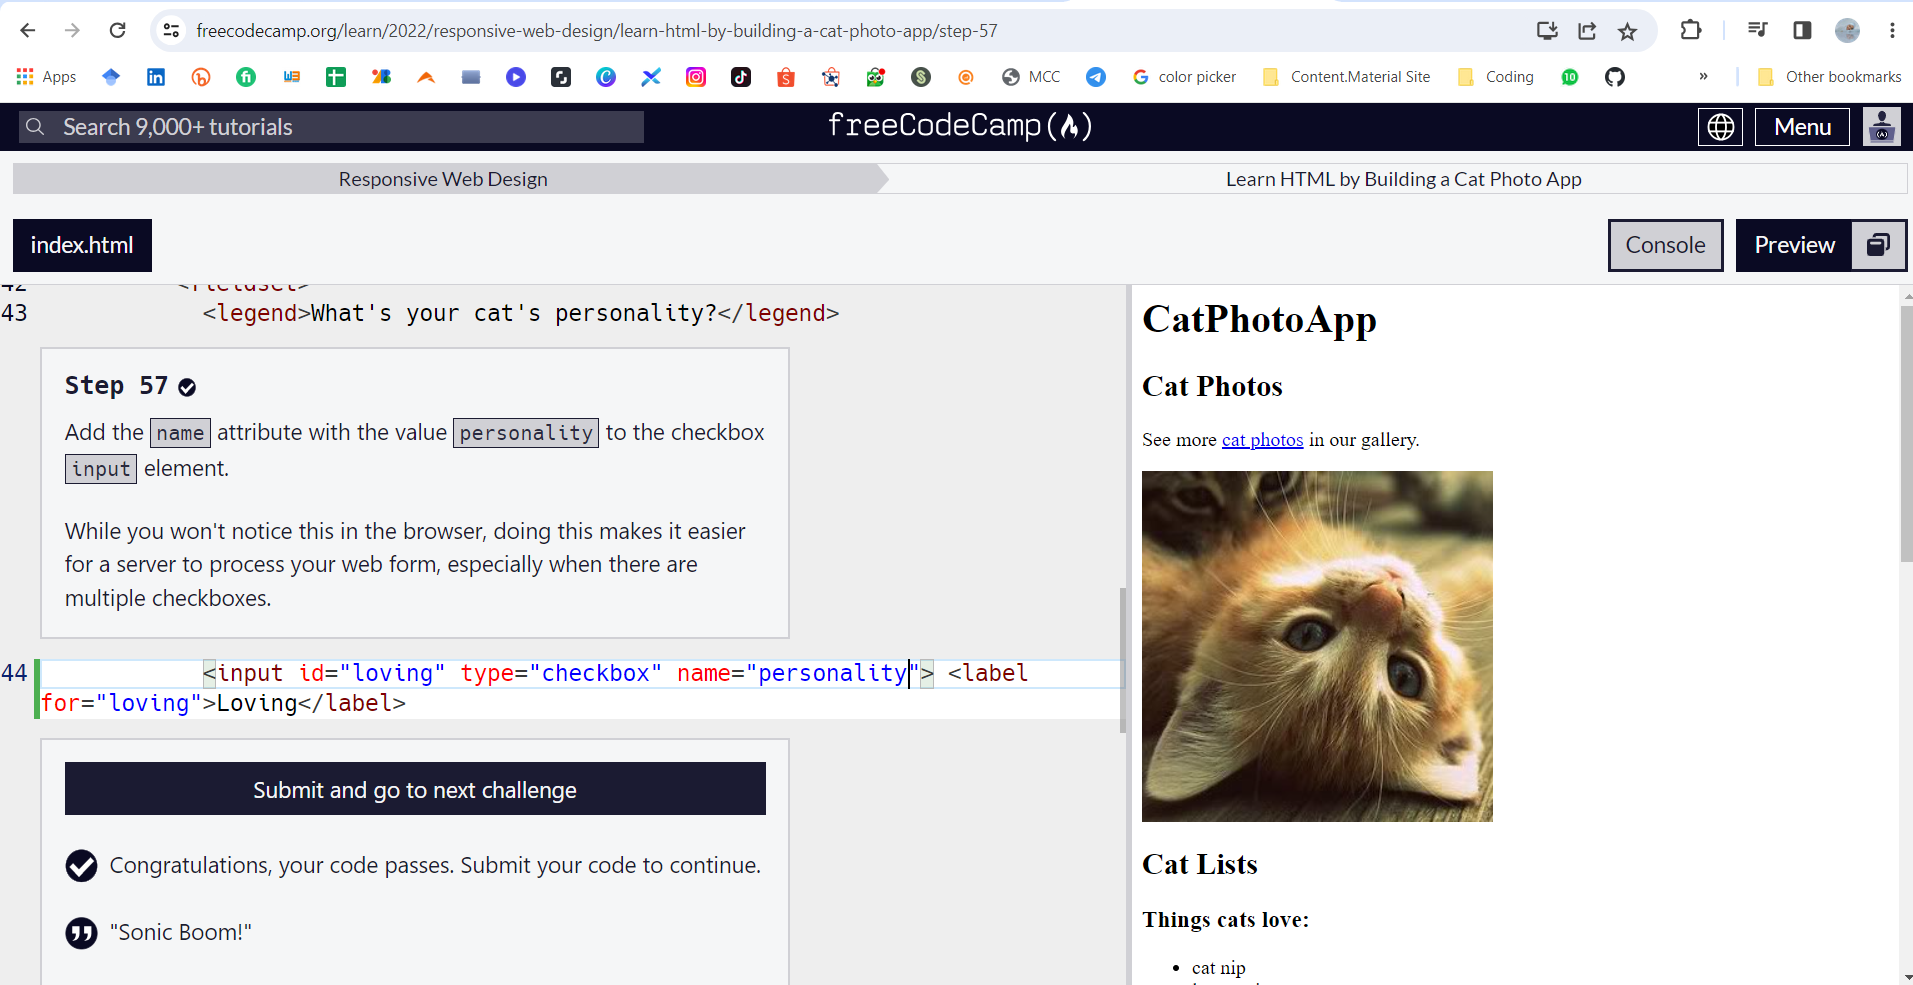 freecodecamp.org/learn/2022/responsive-web-design/learn-html-by-building-a-cat-photo-app/step-57
Apps MCC color picker Content.Material Site Coding 10 » Other bookmarks
Search 9,000+ tutorials freeCodeCamp Menu
Responsive Web Design Learn HTML by Building a Cat Photo App
index.html Console Preview
42 <fieldset>
43 <legend>What's your cat's personality?</legend>
Step 57
Add the name attribute with the value personality to the checkbox
input element.
While you won't notice this in the browser, doing this makes it easier
for a server to process your web form, especially when there are
multiple checkboxes.
44 <input id="loving" type="checkbox" name="personality"> <label
for="loving">Loving</label>
Submit and go to next challenge
Congratulations, your code passes. Submit your code to continue.
"Sonic Boom!"
CatPhotoApp
Cat Photos
See more cat photos in our gallery.
Cat Lists
Things cats love:
• cat nip